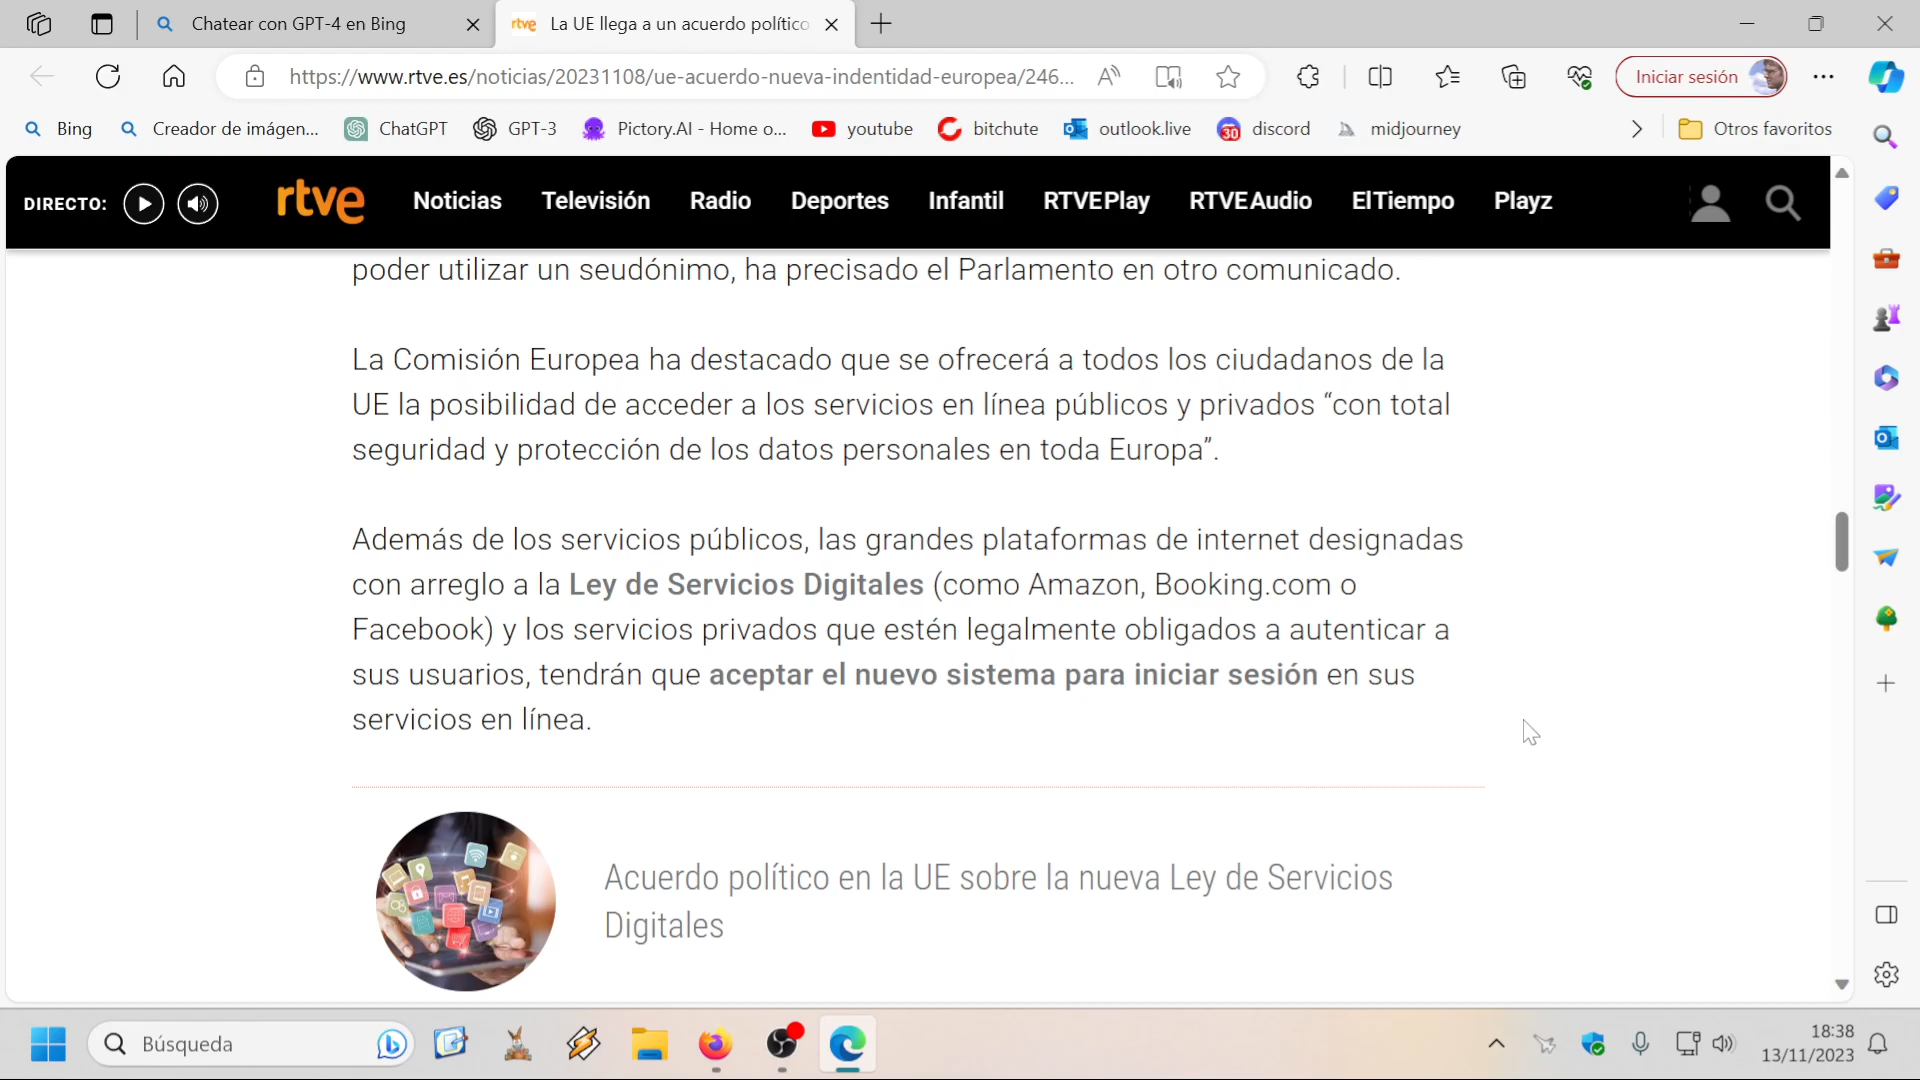 Chatear con GPT-4 en Bing
rtve La UE llega a un acuerdo político
https://www.rtve.es/noticias/20231108/ue-acuerdo-nueva-indentidad-europea/246...
Iniciar sesión
Bing
Creador de imágen...
ChatGPT
GPT-3
Pictory.AI - Home o...
youtube
bitchute
outlook.live
30
discord
midjourney
Otros favoritos
DIRECTO:
rtve
Noticias
Televisión
Radio
Deportes
Infantil
RTVEPlay
RTVEAudio
ElTiempo
Playz
poder utilizar un seudónimo, ha precisado el Parlamento en otro comunicado.
La Comisión Europea ha destacado que se ofrecerá a todos los ciudadanos de la
UE la posibilidad de acceder a los servicios en línea públicos y privados “con total
seguridad y protección de los datos personales en toda Europa”.
Además de los servicios públicos, las grandes plataformas de internet designadas
con arreglo a la Ley de Servicios Digitales (como Amazon, Booking.com o
Facebook) y los servicios privados que estén legalmente obligados a autenticar a
sus usuarios, tendrán que aceptar el nuevo sistema para iniciar sesión en sus
servicios en línea.
Acuerdo político en la UE sobre la nueva Ley de Servicios
Digitales
Búsqueda
18:38
13/11/2023